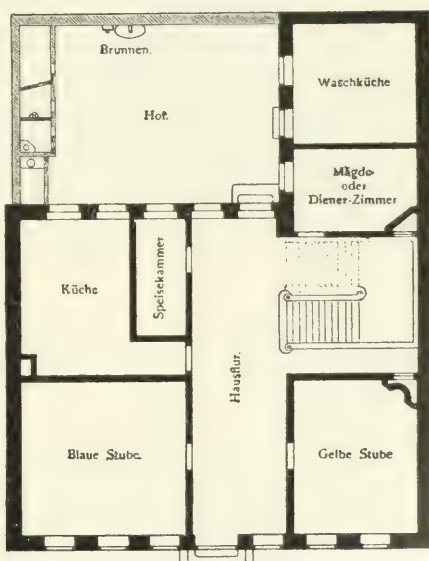 Brunnen.
Waschküche
Hof.
Mägde-
oder
Diener-Zimmer
Küche
Speisekammer
Hausflur.
Blaue Stube.
Gelbe Stube